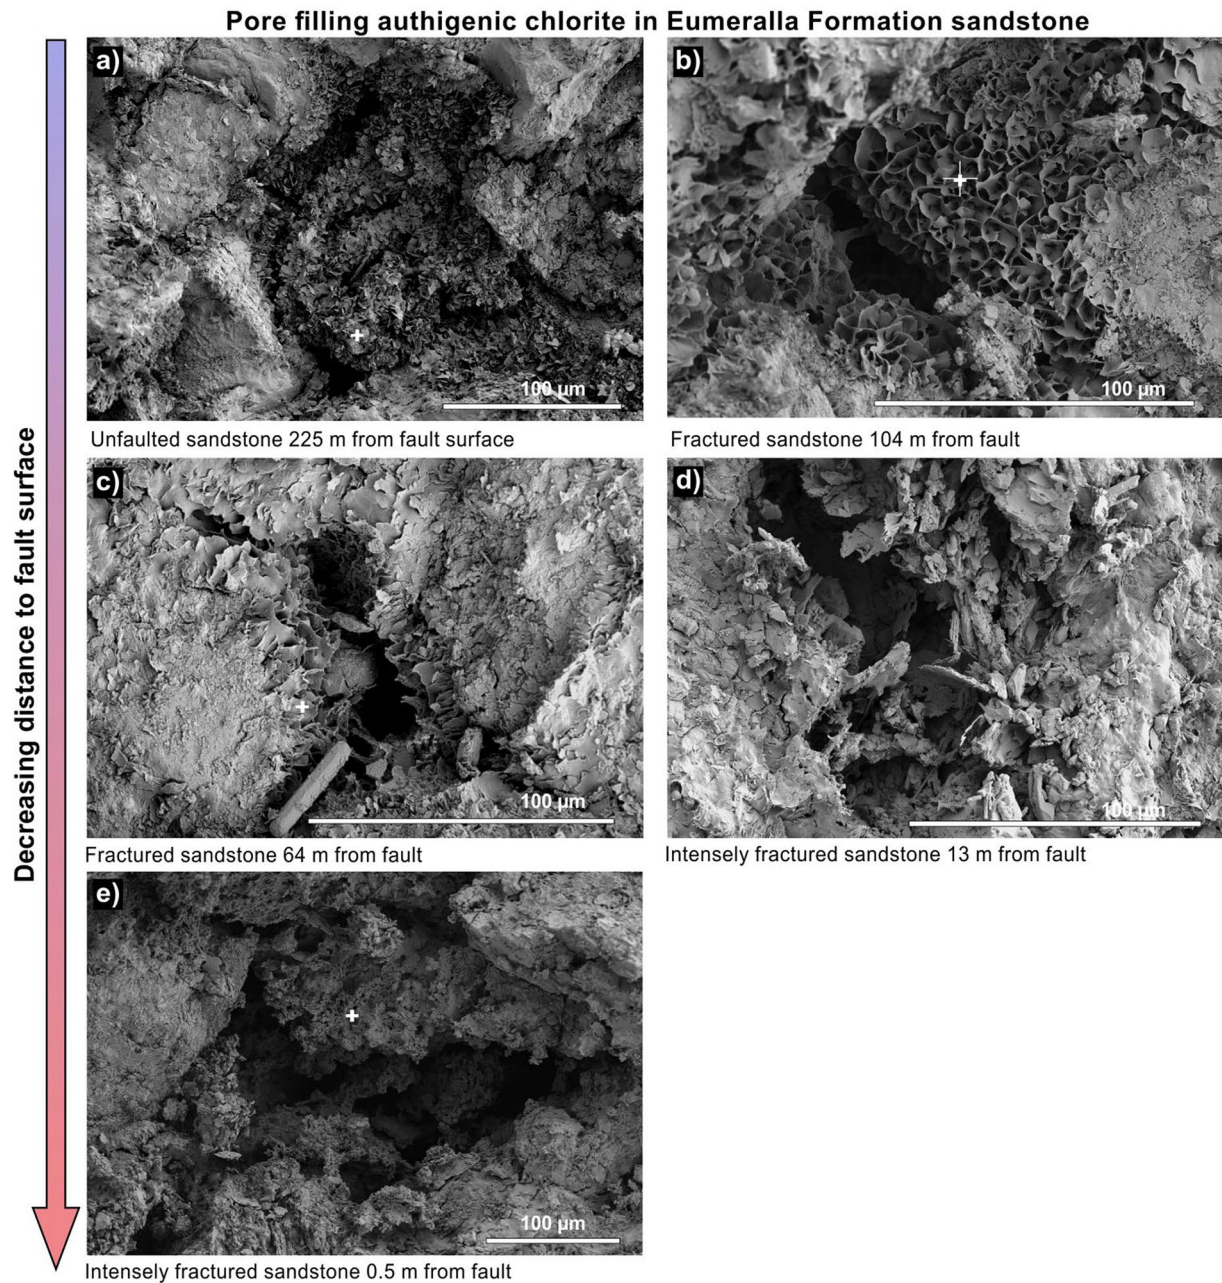 Pore filling authigenic chlorite in Eumeralla Formation sandstone
Decreasing distance to fault surface
a)
100 µm
Unfaulted sandstone 225 m from fault surface
b)
100 µm
Fractured sandstone 104 m from fault
c)
100 µm
Fractured sandstone 64 m from fault
d)
100 µm
Intensely fractured sandstone 13 m from fault
e)
100 µm
Intensely fractured sandstone 0.5 m from fault